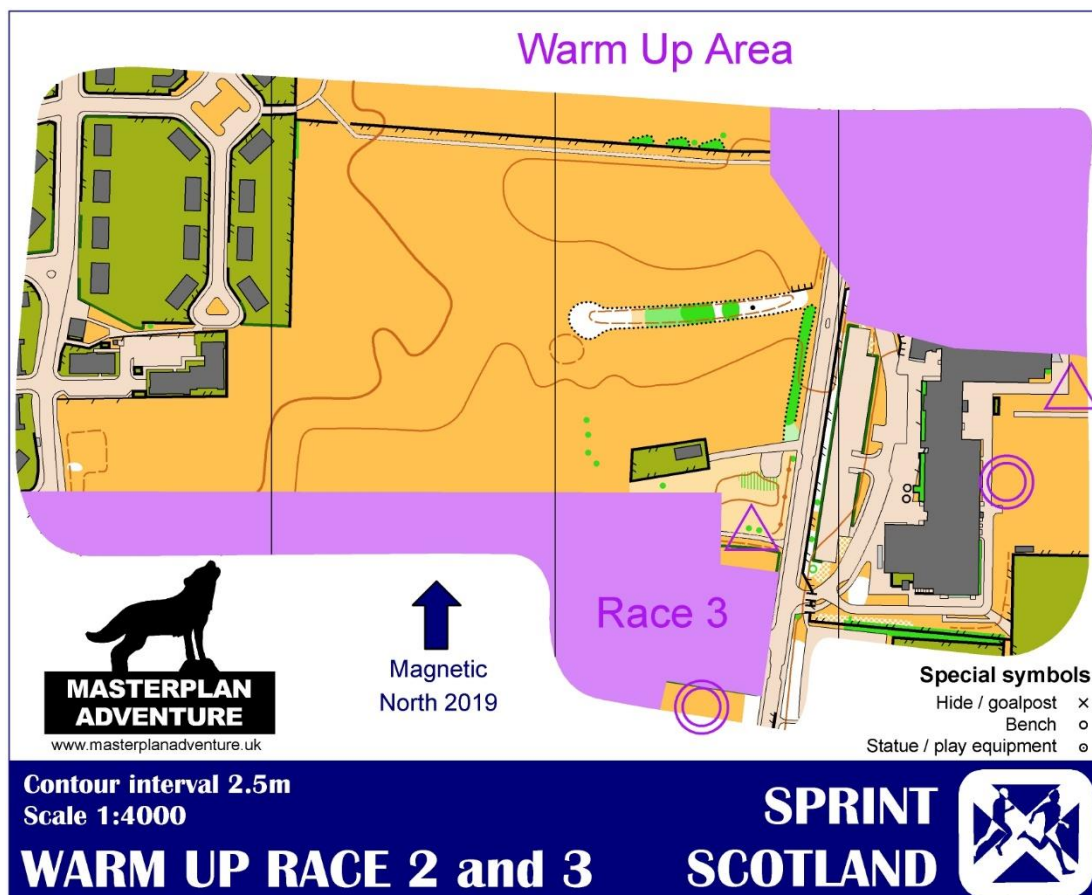 Warm Up Area
Race 3
MASTERPLAN
ADVENTURE
www.masterplanadventure.uk
Magnetic
North 2019
Special symbols
Hide / goalpost ×
Bench o
Statue / play equipment ⊙
Contour interval 2.5m
Scale 1:4000
WARM UP RACE 2 and 3
SPRINT
SCOTLAND